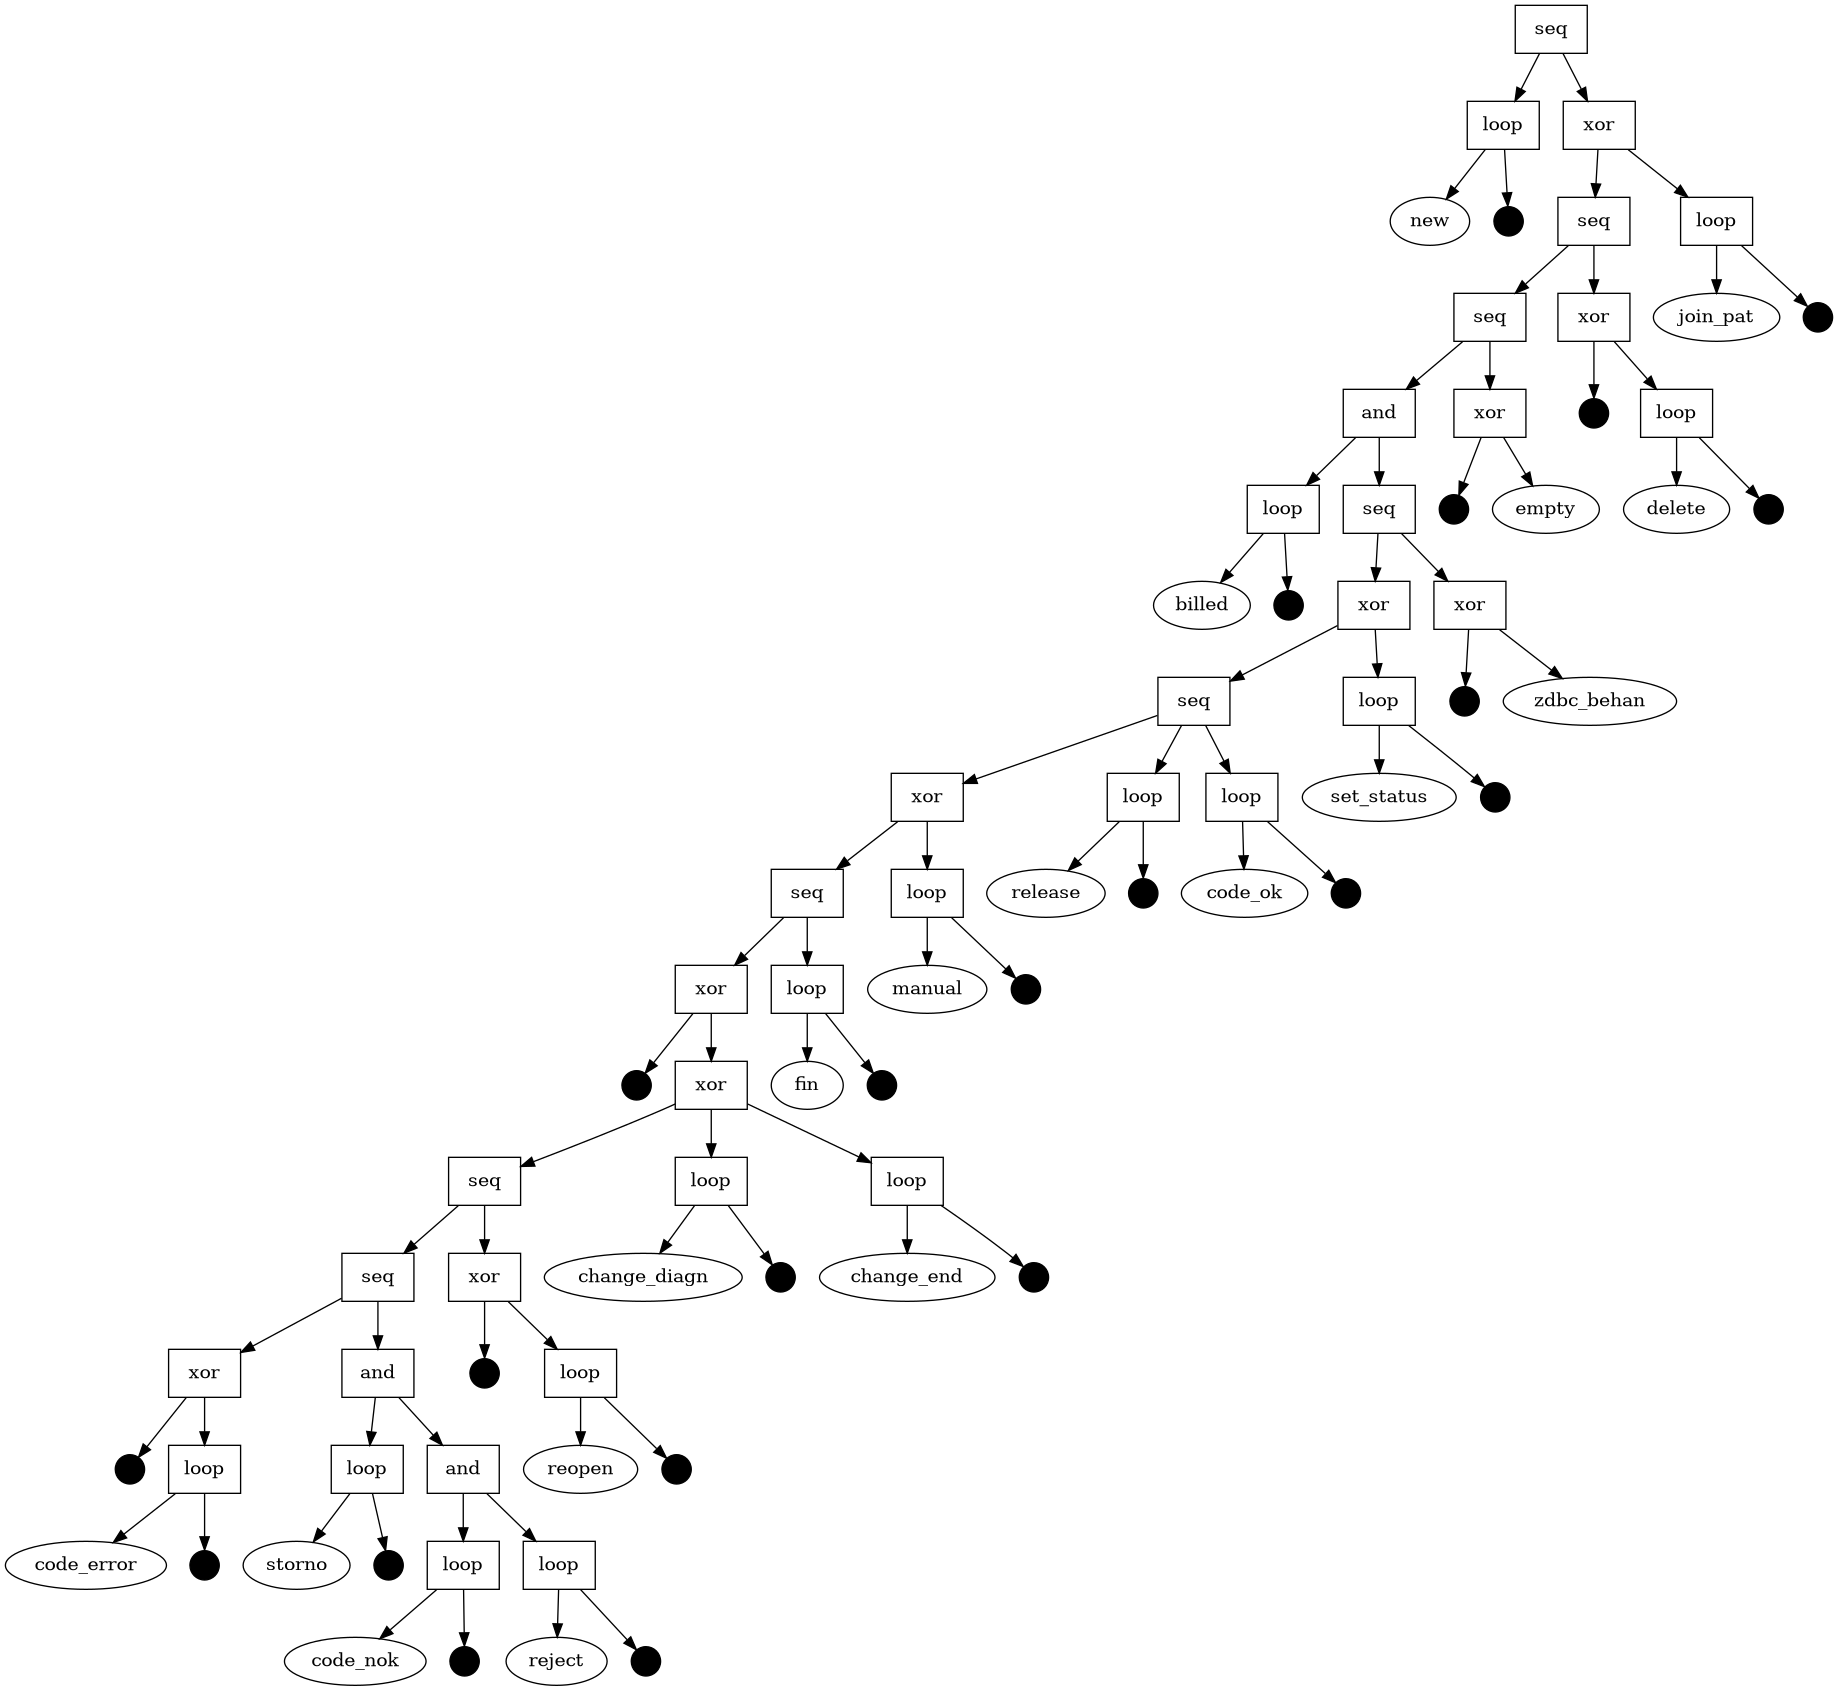 seq
loop xor
new seq loop
seq xor join_pat
and xor loop
loop seq empty delete
billed xor xor
seq loop zdbc_behan
xor loop loop set_status
seq loop release code_ok
xor loop manual
xor fin
seq loop loop
seq xor change_diagn change_end
xor and loop
loop loop and reopen
code_error storno loop loop
code_nok reject